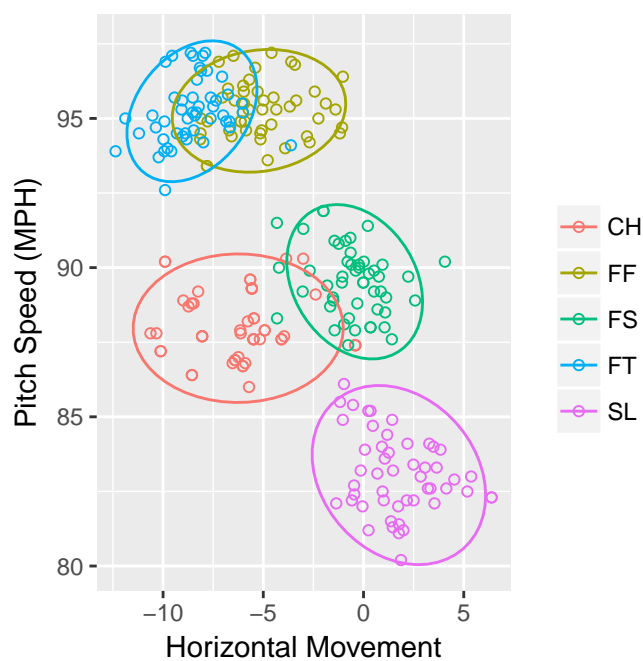 95
90
85
80
−10
−5
0
5
Pitch Speed (MPH)
Horizontal Movement
CH
FF
FS
FT
SL